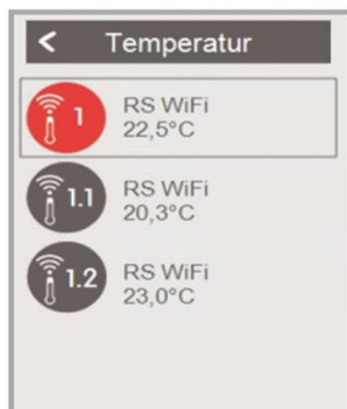 < Temperatur
1
RS WiFi
22,5°C
1.1
RS WiFi
20,3°C
1.2
RS WiFi
23,0°C